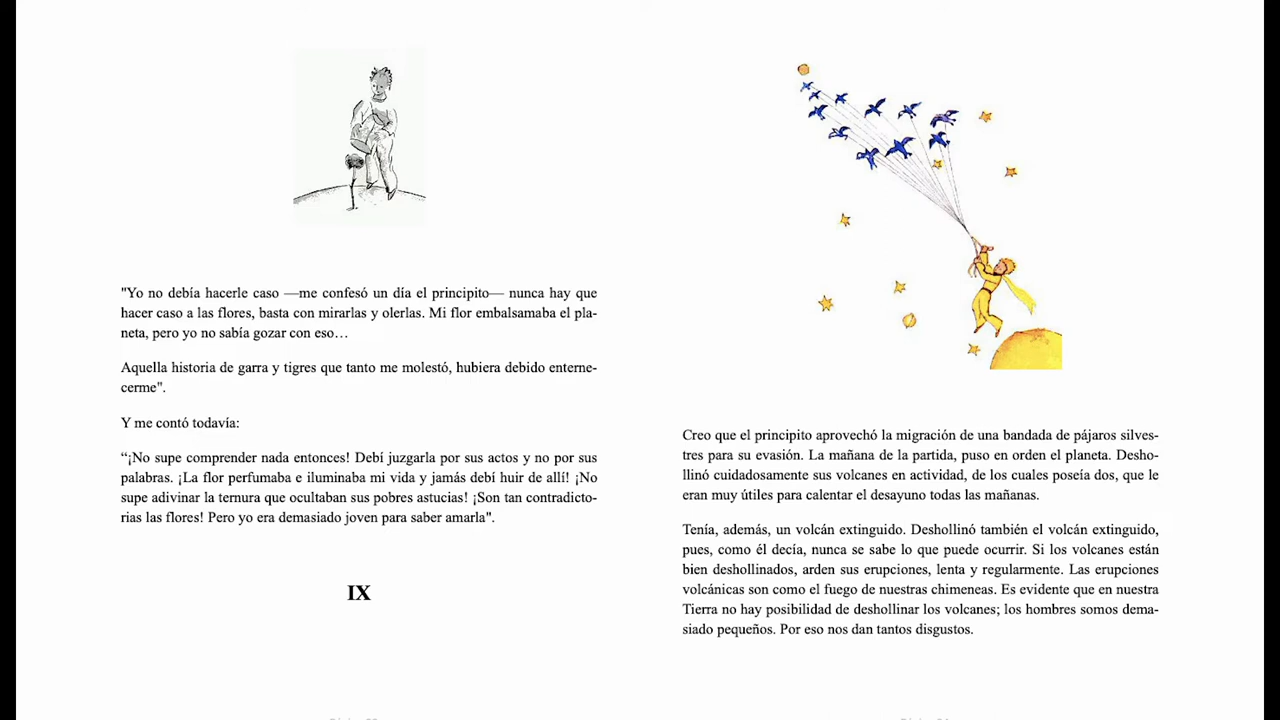 "Yo no debía hacerle caso —me confesó un día el principito— nunca hay que
hacer caso a las flores, basta con mirarlas y olerlas. Mi flor embalsamaba el pla-
neta, pero yo no sabía gozar con eso…
Aquella historia de garra y tigres que tanto me molestó, hubiera debido enterne-
cerme".
Y me contó todavía:
“¡No supe comprender nada entonces! Debí juzgarla por sus actos y no por sus
palabras. ¡La flor perfumaba e iluminaba mi vida y jamás debí huir de allí! ¡No
supe adivinar la ternura que ocultaban sus pobres astucias! ¡Son tan contradicto-
rias las flores! Pero yo era demasiado joven para saber amarla".
IX
Creo que el principito aprovechó la migración de una bandada de pájaros silves-
tres para su evasión. La mañana de la partida, puso en orden el planeta. Desho-
llinó cuidadosamente sus volcanes en actividad, de los cuales poseía dos, que le
eran muy útiles para calentar el desayuno todas las mañanas.
Tenía, además, un volcán extinguido. Deshollinó también el volcán extinguido,
pues, como él decía, nunca se sabe lo que puede ocurrir. Si los volcanes están
bien deshollinados, arden sus erupciones, lenta y regularmente. Las erupciones
volcánicas son como el fuego de nuestras chimeneas. Es evidente que en nuestra
Tierra no hay posibilidad de deshollinar los volcanes; los hombres somos dema-
siado pequeños. Por eso nos dan tantos disgustos.